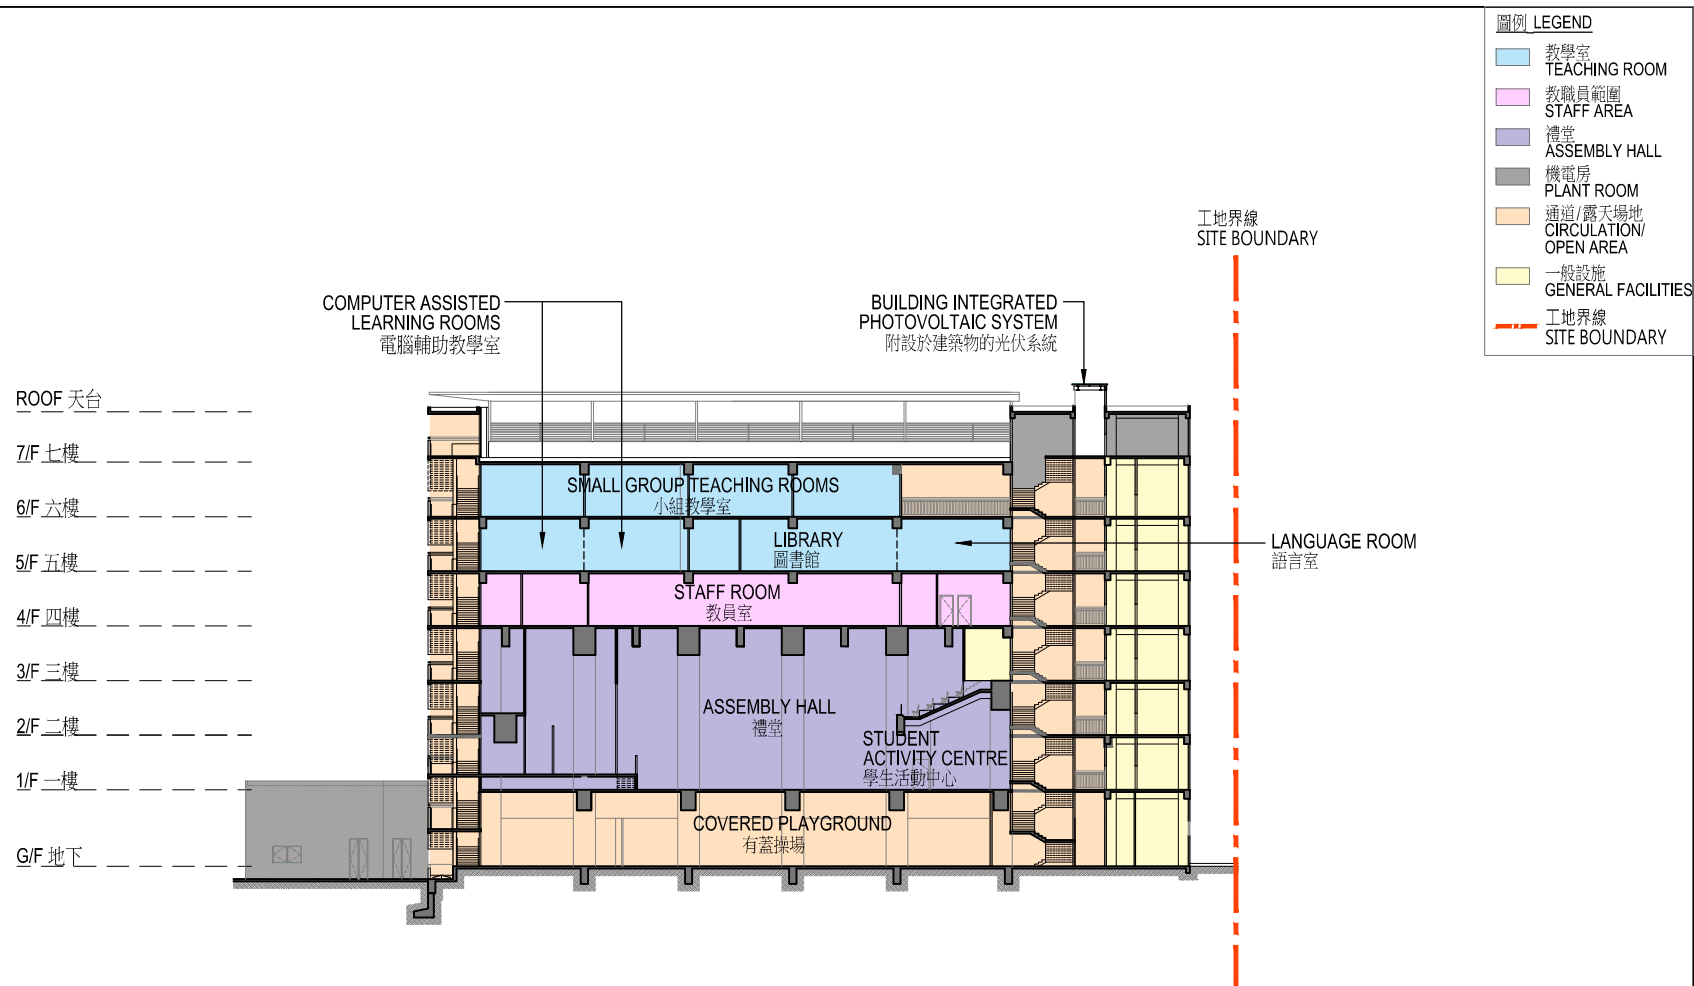 圖例 LEGEND
教學室
TEACHING ROOM
教職員範圍
STAFF AREA
禮堂
ASSEMBLY HALL
機電房
PLANT ROOM
通道/露天場地
CIRCULATION/
OPEN AREA
一般設施
GENERAL FACILITIES
工地界線
SITE BOUNDARY
工地界線
SITE BOUNDARY
COMPUTER ASSISTED
LEARNING ROOMS
電腦輔助教學室
BUILDING INTEGRATED
PHOTOVOLTAIC SYSTEM
附設於建築物的光伏系統
ROOF 天台
7/F 七樓
6/F 六樓
5/F 五樓
4/F 四樓
3/F 三樓
2/F 二樓
1/F 一樓
G/F 地下
SMALL GROUP TEACHING ROOMS
小組教學室
LIBRARY
圖書館
LANGUAGE ROOM
語言室
STAFF ROOM
教員室
ASSEMBLY HALL
禮堂
STUDENT
ACTIVITY CENTRE
學生活動中心
COVERED PLAYGROUND
有蓋操場